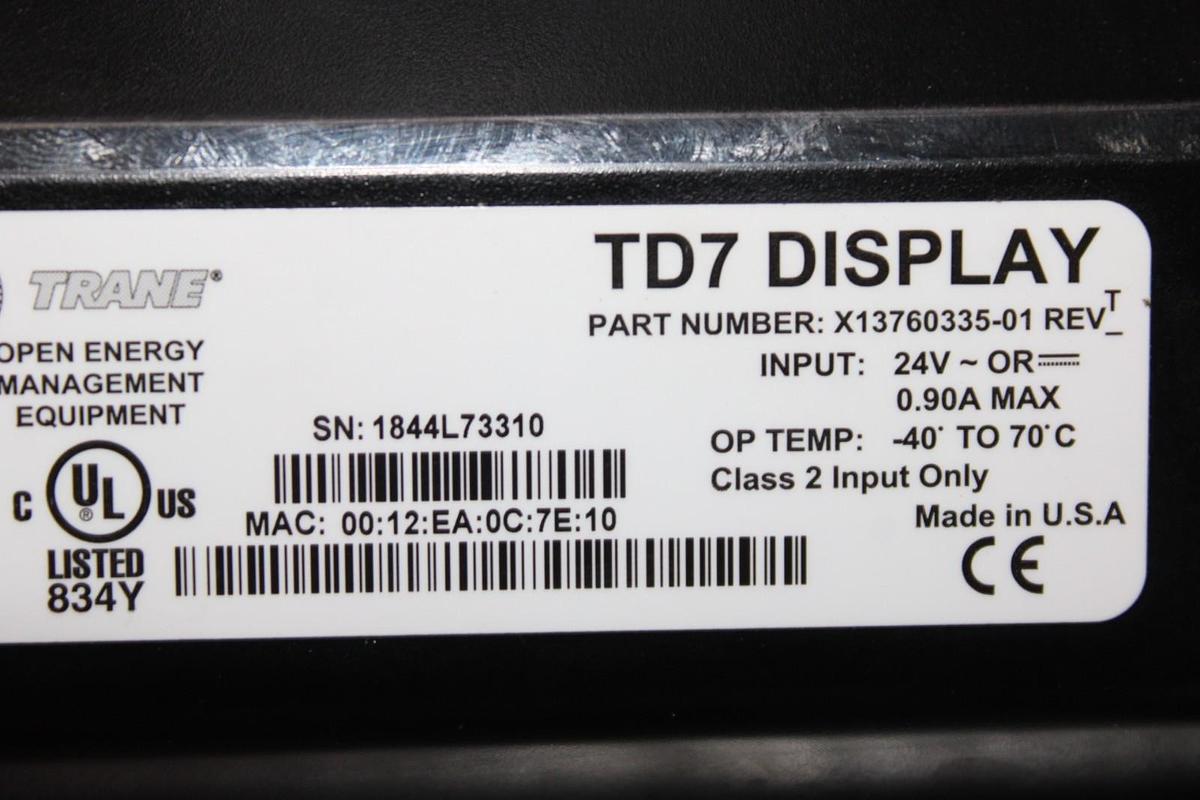 TRANE®
OPEN ENERGY
MANAGEMENT
EQUIPMENT
C UL® US
LISTED
834Y
SN: 1844L73310
MAC: 00:12:EA:0C:7E:10
TD7 DISPLAY
PART NUMBER: X13760335-01 REV T
INPUT: 24V ~ OR ⎓
0.90A MAX
OP TEMP: -40° TO 70°C
Class 2 Input Only
Made in U.S.A
CE